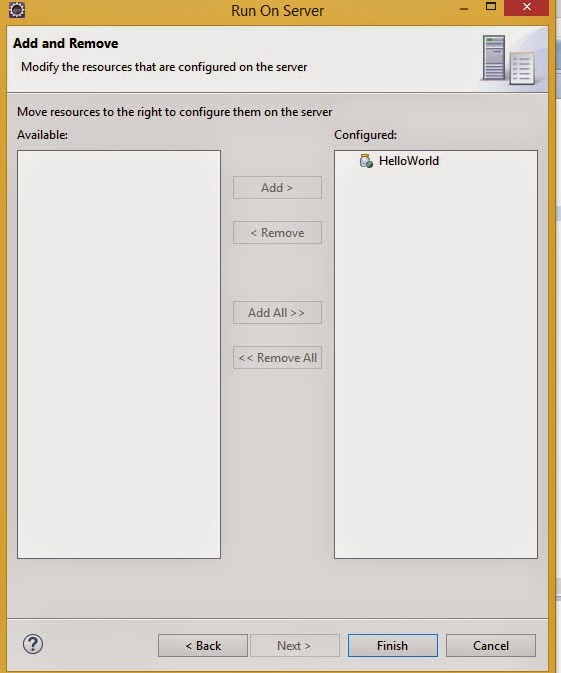 Run On Server
Add and Remove
Modify the resources that are configured on the server
Move resources to the right to configure them on the server
Available:
Configured:
HelloWorld
Add >
< Remove
Add All >>
<< Remove All
?
< Back
Next >
Finish
Cancel